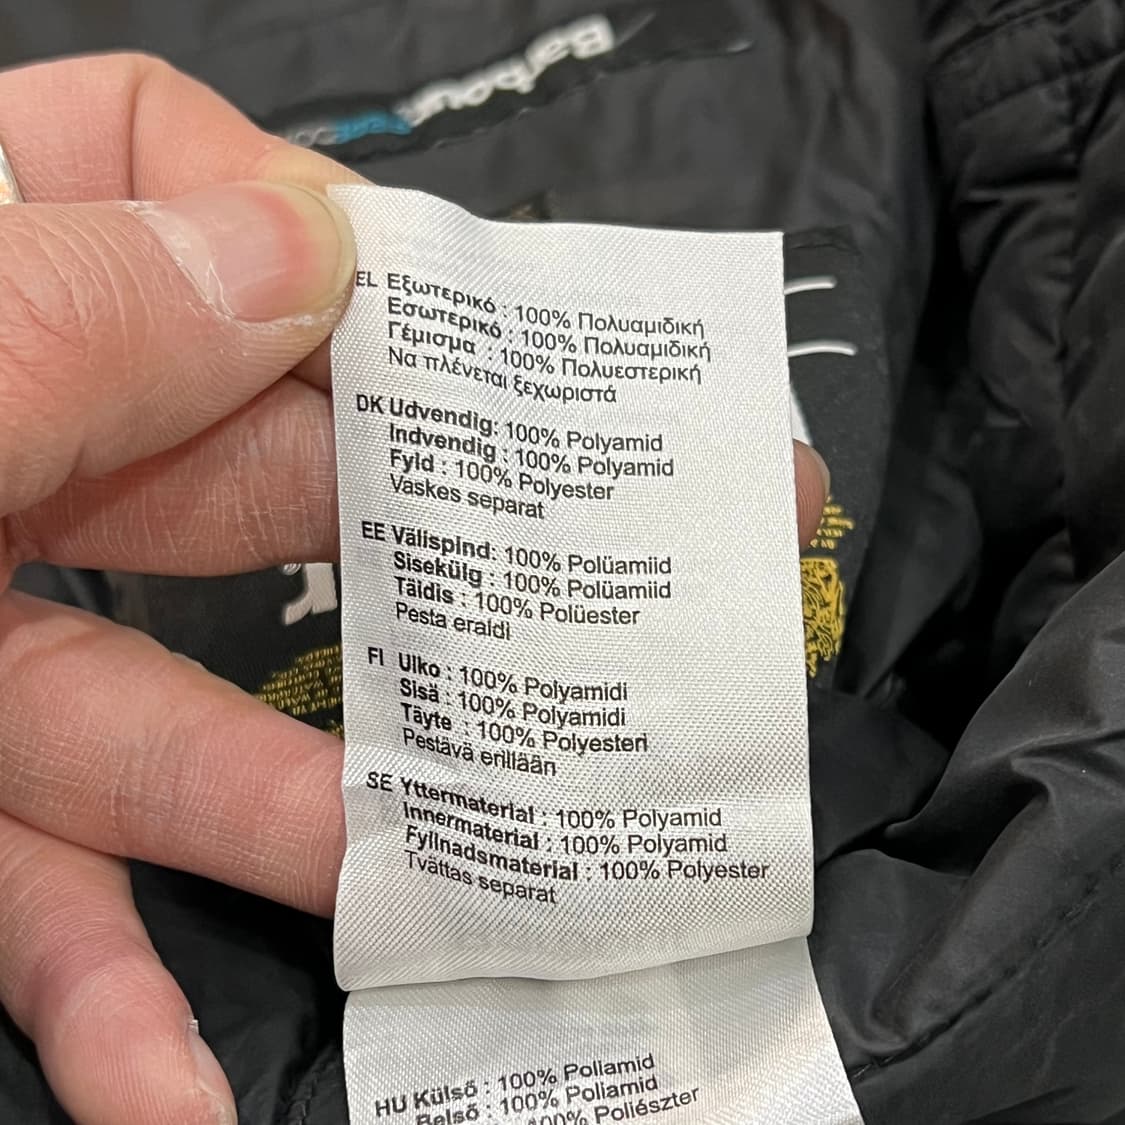 Barbour
EL Εξωτερικό : 100% Πολυαμιδική
Εσωτερικό : 100% Πολυαμιδική
Γέμισμα : 100% Πολυεστερική
Να πλένεται ξεχωριστά
DK Udvendig: 100% Polyamid
Indvendig : 100% Polyamid
Fyld : 100% Polyester
Vaskes separat
EE Välispind: 100% Polüamiid
Sisekülg : 100% Polüamiid
Täidis : 100% Polüester
Pesta eraldi
FI Ulko : 100% Polyamidi
Sisä : 100% Polyamidi
Täyte : 100% Polyesteri
Pestävä erillään
SE Yttermaterial : 100% Polyamid
Innermaterial : 100% Polyamid
Fyllnadsmaterial : 100% Polyester
Tvättas separat
HU Külső : 100% Poliamid
Belső : 100% Poliamid
100% Poliészter